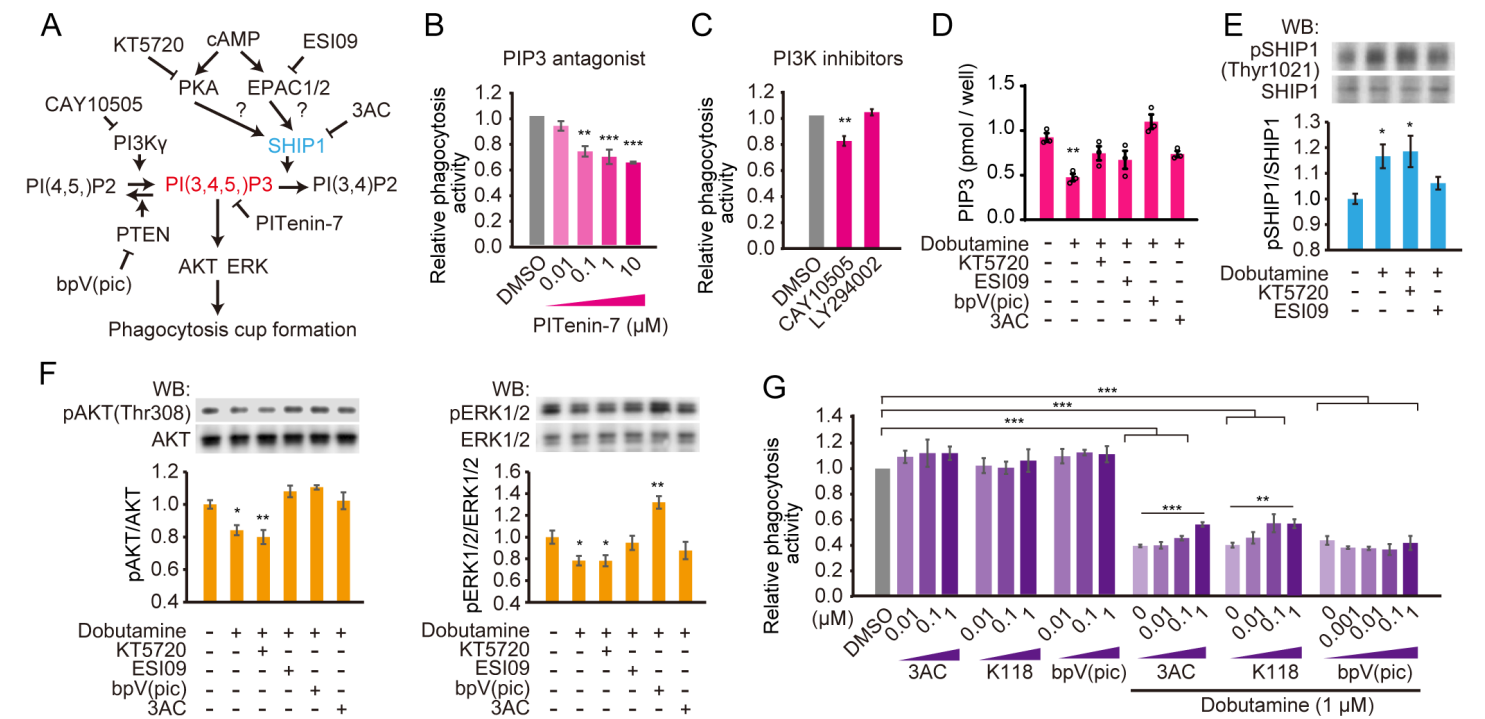 A
KT5720
cAMP
ESI09
PKA
EPAC1/2
CAY10505
?
?
3AC
PI3Kγ
SHIP1
PI(4,5,)P2
PI(3,4,5,)P3
PI(3,4)P2
PTEN
PITenin-7
bpV(pic)
AKT ERK
Phagocytosis cup formation
B
PIP3 antagonist
Relative phagocytosis
activity
1.2
1.0
0.8
0.6
0.4
0.2
0.0
**
***
***
DMSO
0.01
0.1
1
10
PITenin-7 (μM)
C
PI3K inhibitors
Relative phagocytosis
activity
1.2
1.0
0.8
0.6
0.4
0.2
0.0
**
DMSO
CAY10505
LY294002
D
PIP3 (pmol / well)
1.5
1.0
0.5
0.0
**
Dobutamine - + + + + +
KT5720 - - + - - -
ESI09 - - - + - -
bpV(pic) - - - - + -
3AC - - - - - +
E
WB:
pSHIP1
(Thyr1021)
SHIP1
pSHIP1/SHIP1
1.3
1.2
1.1
1.0
0.9
0.8
* *
Dobutamine - + + +
KT5720 - - + -
ESI09 - - - +
F
WB:
pAKT(Thr308)
AKT
pAKT/AKT
1.2
1.0
0.8
0.6
0.4
* **
Dobutamine - + + + + +
KT5720 - - + - - -
ESI09 - - - + - -
bpV(pic) - - - - + -
3AC - - - - - +
WB:
pERK1/2
ERK1/2
pERK1/2/ERK1/2
1.6
1.4
1.2
1.0
0.8
0.6
0.4
* * **
Dobutamine - + + + + +
KT5720 - - + - - -
ESI09 - - - + - -
bpV(pic) - - - - + -
3AC - - - - - +
G
Relative phagocytosis
activity
1.4
1.2
1.0
0.8
0.6
0.4
0.2
0.0
***
***
***
***
**
(μM)
DMSO
0.01 0.1 1
0.01 0.1 1
0.01 0.1 1
0 0.01 0.1 1
0 0.01 0.1 1
0 0.001 0.01 0.1 1
3AC K118 bpV(pic) 3AC K118 bpV(pic)
Dobutamine (1 μM)